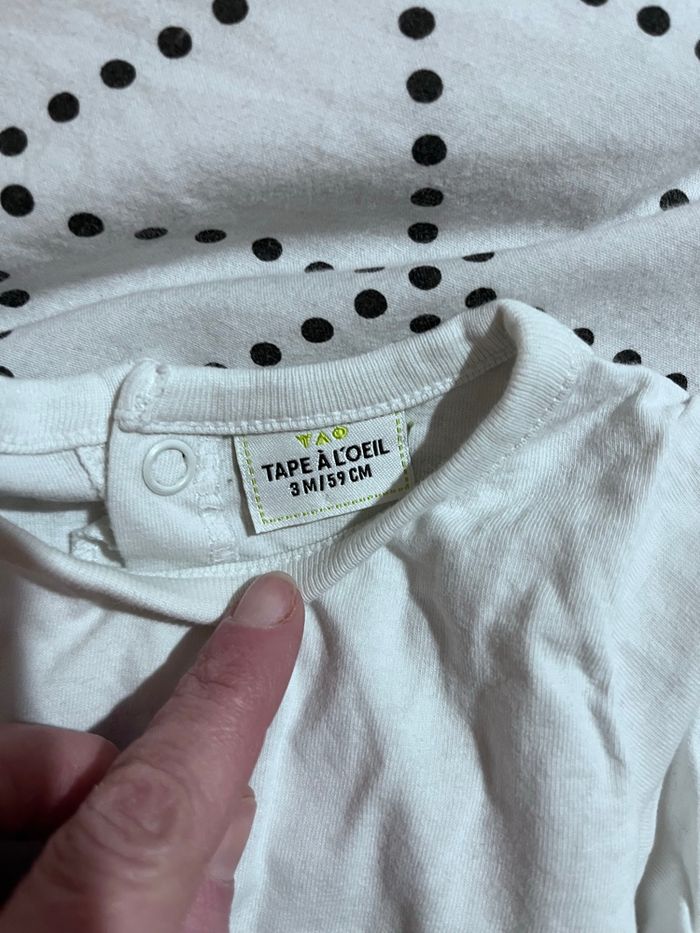 TAO
TAPE À L'OEIL
3 M/59 CM